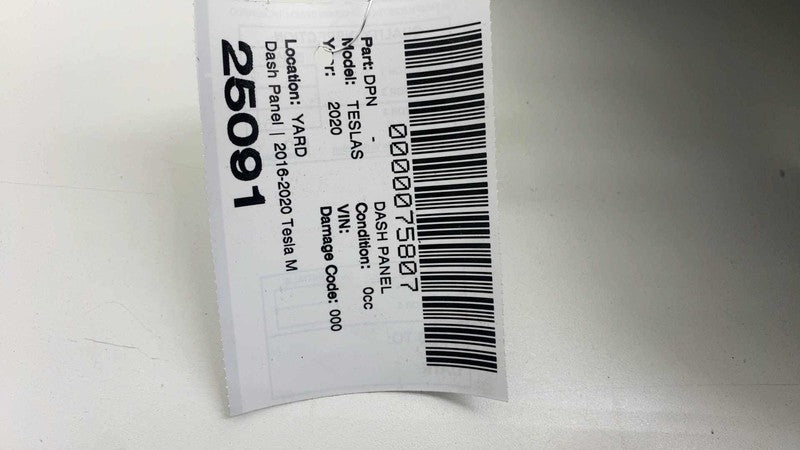 0000075807
Part: DPN - DASH PANEL
Model: TESLAS Condition: 0cc
Year: 2020 VIN:
Damage Code: 000
Location: YARD
Dash Panel | 2016-2020 Tesla M
25091